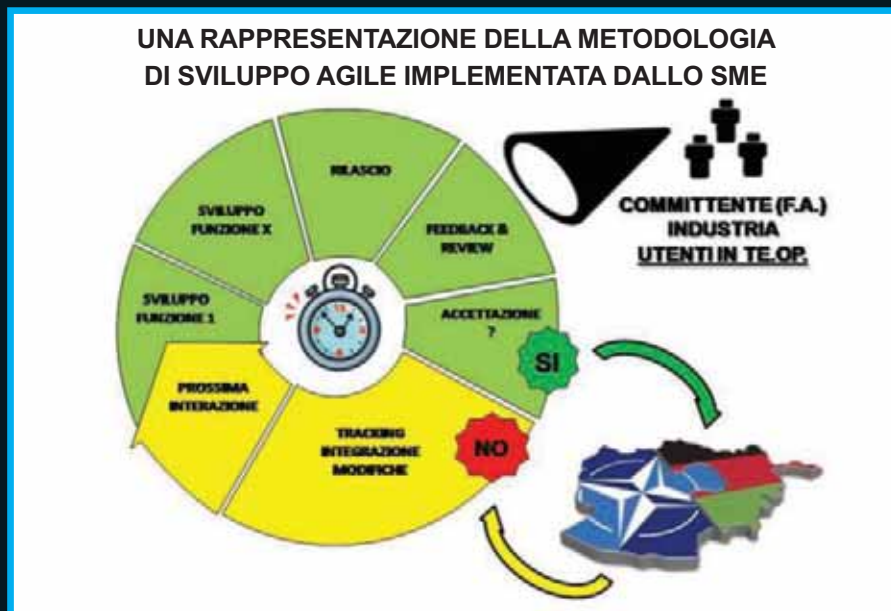 UNA RAPPRESENTAZIONE DELLA METODOLOGIA
DI SVILUPPO AGILE IMPLEMENTATA DALLO SME
RILASCIO
SVILUPPO
FUNZIONE X
FEEDBACK &
REVIEW
SVILUPPO
FUNZIONE 1
ACCETTAZIONE
?
SI
PROSSIMA
INTERAZIONE
TRACKING
INTEGRAZIONE
MODIFICHE
NO
COMMITTENTE (F.A.)
INDUSTRIA
UTENTI IN TE.OP.